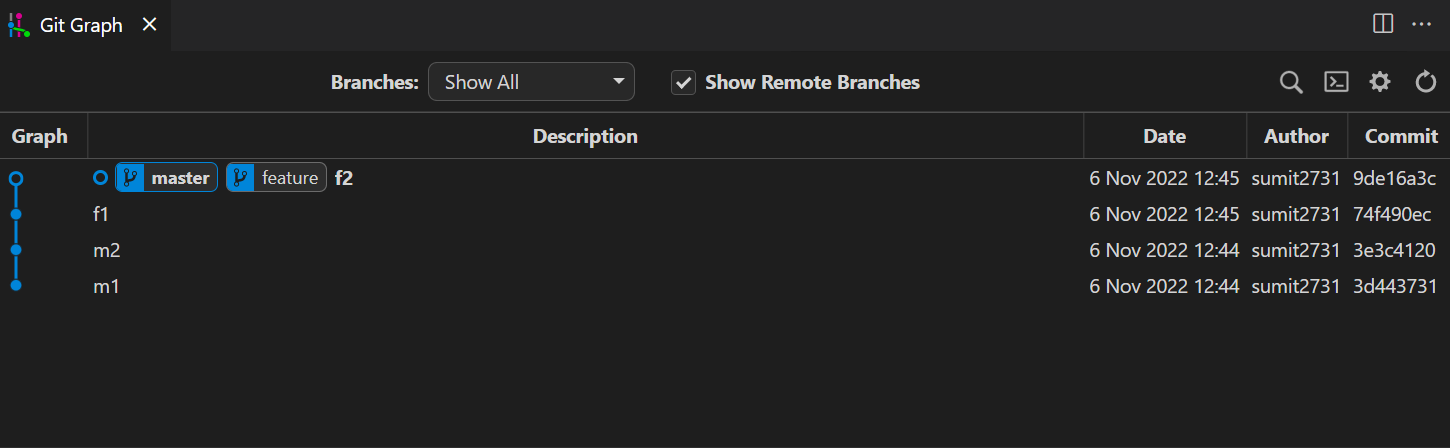 Git Graph
Branches: Show All Show Remote Branches
Graph Description Date Author Commit
master feature f2 6 Nov 2022 12:45 sumit2731 9de16a3c
f1 6 Nov 2022 12:45 sumit2731 74f490ec
m2 6 Nov 2022 12:44 sumit2731 3e3c4120
m1 6 Nov 2022 12:44 sumit2731 3d443731